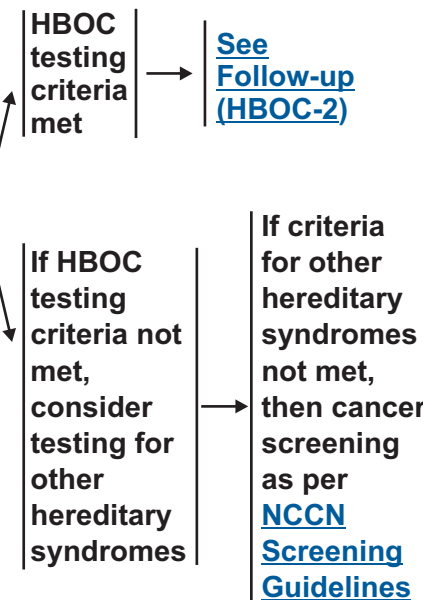 HBOC
testing
criteria
met
See
Follow-up
(HBOC-2)
If HBOC
testing
criteria not
met,
consider
testing for
other
hereditary
syndromes
If criteria
for other
hereditary
syndromes
not met,
then cancer
screening
as per
NCCN
Screening
Guidelines